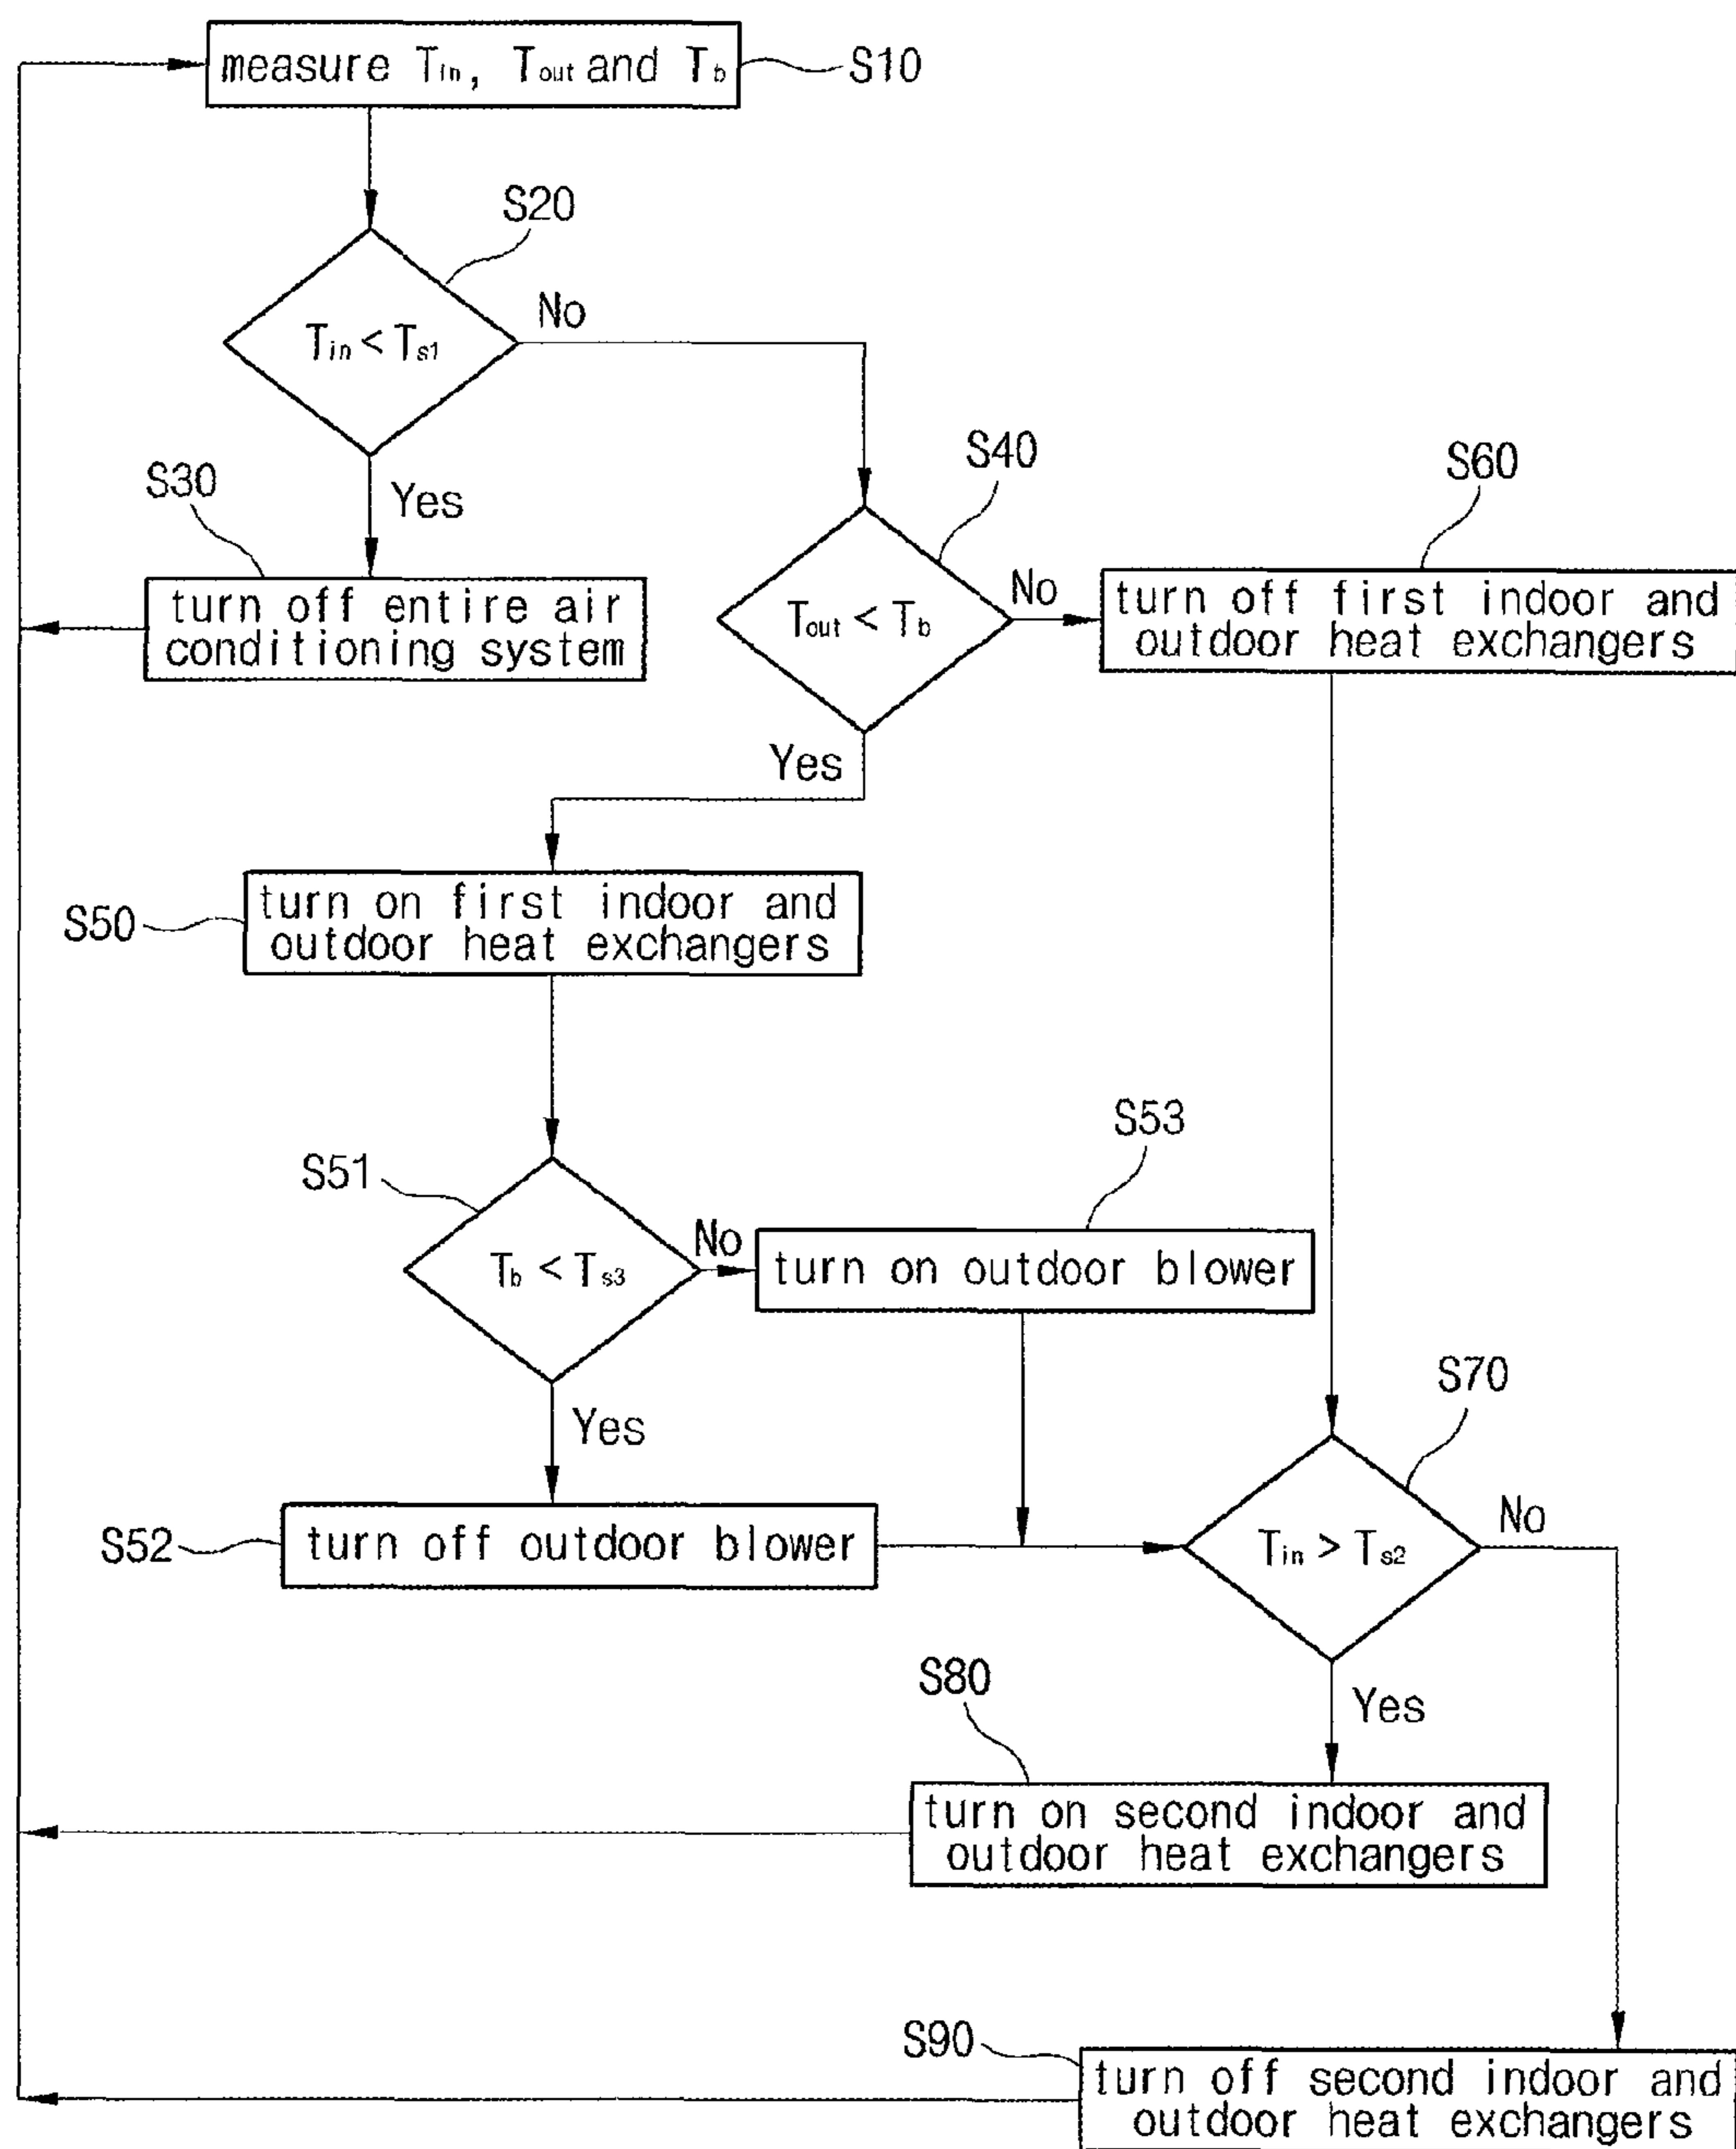 measure Tin, Tout and Tb
S10
S20
Tin < Ts1
No
Yes
S30
turn off entire air
conditioning system
S40
Tout < Tb
No
Yes
S60
turn off first indoor and
outdoor heat exchangers
S50
turn on first indoor and
outdoor heat exchangers
S51
Tb < Ts3
No
Yes
S53
turn on outdoor blower
S52
turn off outdoor blower
S70
Tin > Ts2
No
Yes
S80
turn on second indoor and
outdoor heat exchangers
S90
turn off second indoor and
outdoor heat exchangers